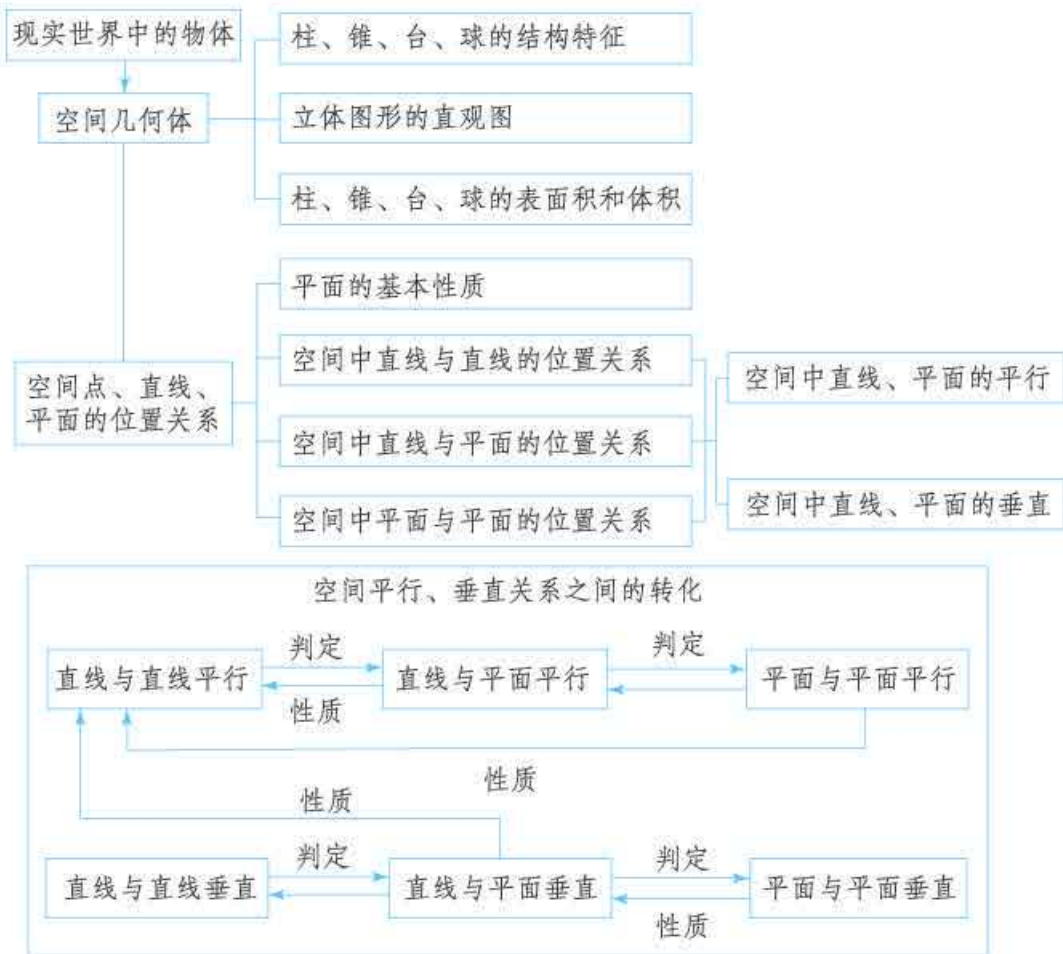 现实世界中的物体
空间几何体
柱、锥、台、球的结构特征
立体图形的直观图
柱、锥、台、球的表面积和体积
空间点、直线、
平面的位置关系
平面的基本性质
空间中直线与直线的位置关系
空间中直线与平面的位置关系
空间中平面与平面的位置关系
空间中直线、平面的平行
空间中直线、平面的垂直
空间平行、垂直关系之间的转化
直线与直线平行
判定
性质
直线与平面平行
判定
平面与平面平行
性质
性质
直线与直线垂直
判定
直线与平面垂直
判定
性质
平面与平面垂直